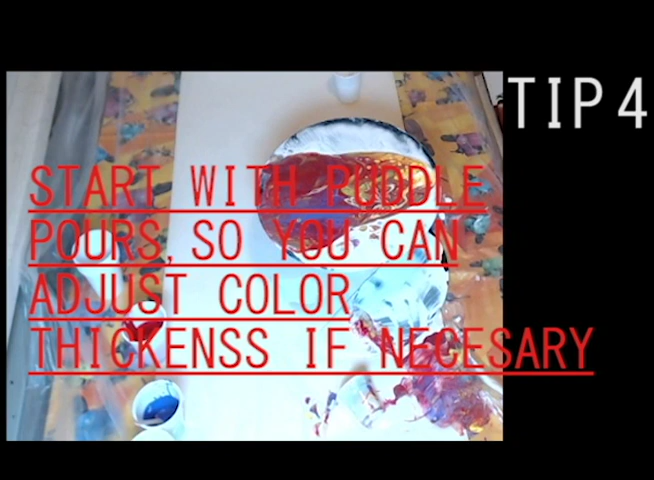 TIP 4
START WITH PUDDLE
POURS, SO YOU CAN
ADJUST COLOR
THICKENSS IF NECESARY